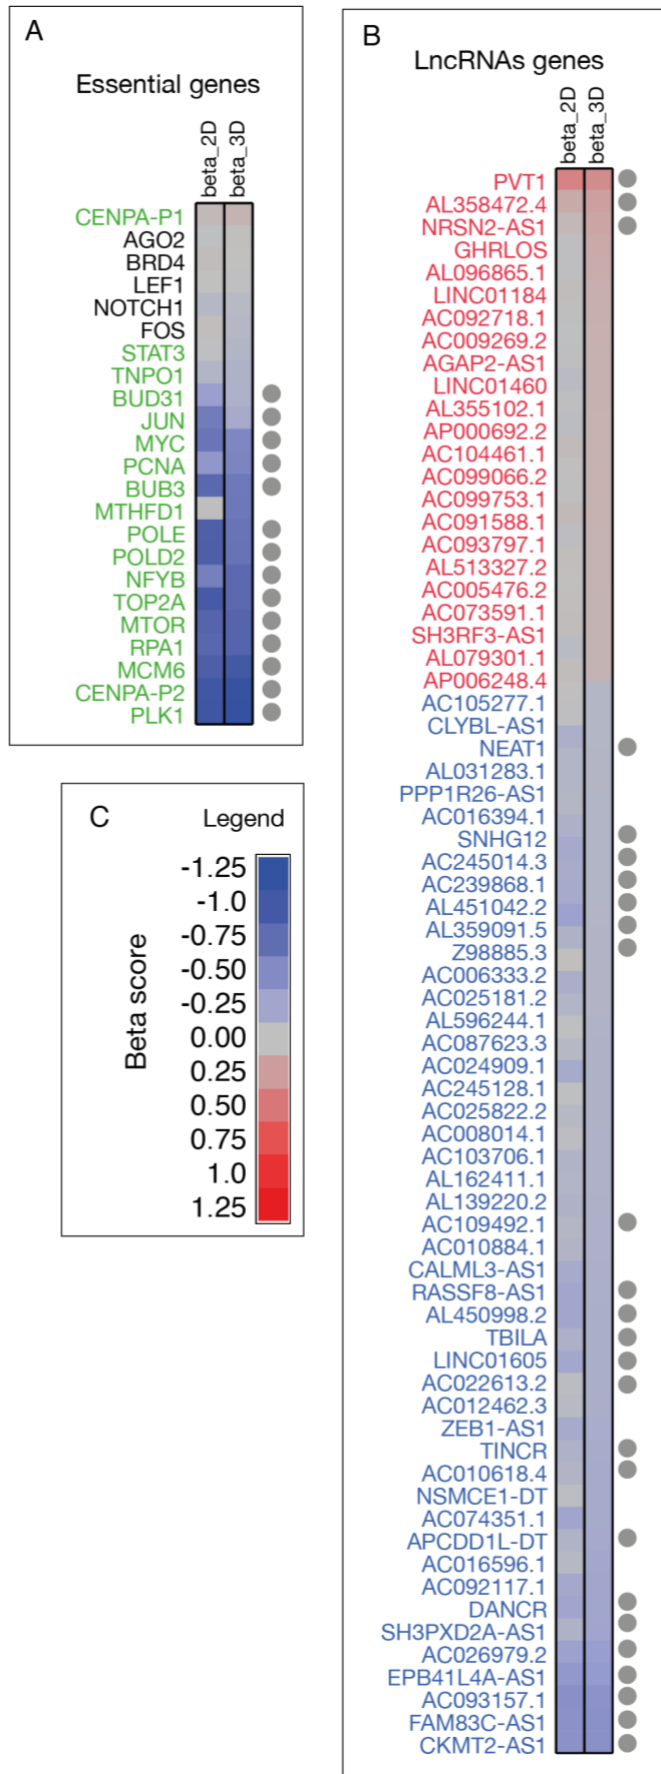 A
Essential genes
beta_2D
beta_3D
CENPA-P1
AGO2
BRD4
LEF1
NOTCH1
FOS
STAT3
TNPO1
BUD31
JUN
MYC
PCNA
BUB3
MTHFD1
POLE
POLD2
NFYB
TOP2A
MTOR
RPA1
MCM6
CENPA-P2
PLK1
B
LncRNAs genes
beta_2D
beta_3D
PVT1
AL358472.4
NRSN2-AS1
GHRLOS
AL096865.1
LINC01184
AC092718.1
AC009269.2
AGAP2-AS1
LINC01460
AL355102.1
AP000692.2
AC104461.1
AC099066.2
AC099753.1
AC091588.1
AC093797.1
AL513327.2
AC005476.2
AC073591.1
SH3RF3-AS1
AL079301.1
AP006248.4
AC105277.1
CLYBL-AS1
NEAT1
AL031283.1
PPP1R26-AS1
AC016394.1
SNHG12
AC245014.3
AC239868.1
AL451042.2
AL359091.5
Z98885.3
AC006333.2
AC025181.2
AL596244.1
AC087623.3
AC024909.1
AC245128.1
AC025822.2
AC008014.1
AC103706.1
AL162411.1
AL139220.2
AC109492.1
AC010884.1
CALML3-AS1
RASSF8-AS1
AL450998.2
TBILA
LINC01605
AC022613.2
AC012462.3
ZEB1-AS1
TINCR
AC010618.4
NSMCE1-DT
AC074351.1
APCDD1L-DT
AC016596.1
AC092117.1
DANCR
SH3PXD2A-AS1
AC026979.2
EPB41L4A-AS1
AC093157.1
FAM83C-AS1
CKMT2-AS1
C
Legend
Beta score
-1.25
-1.0
-0.75
-0.50
-0.25
0.00
0.25
0.50
0.75
1.0
1.25